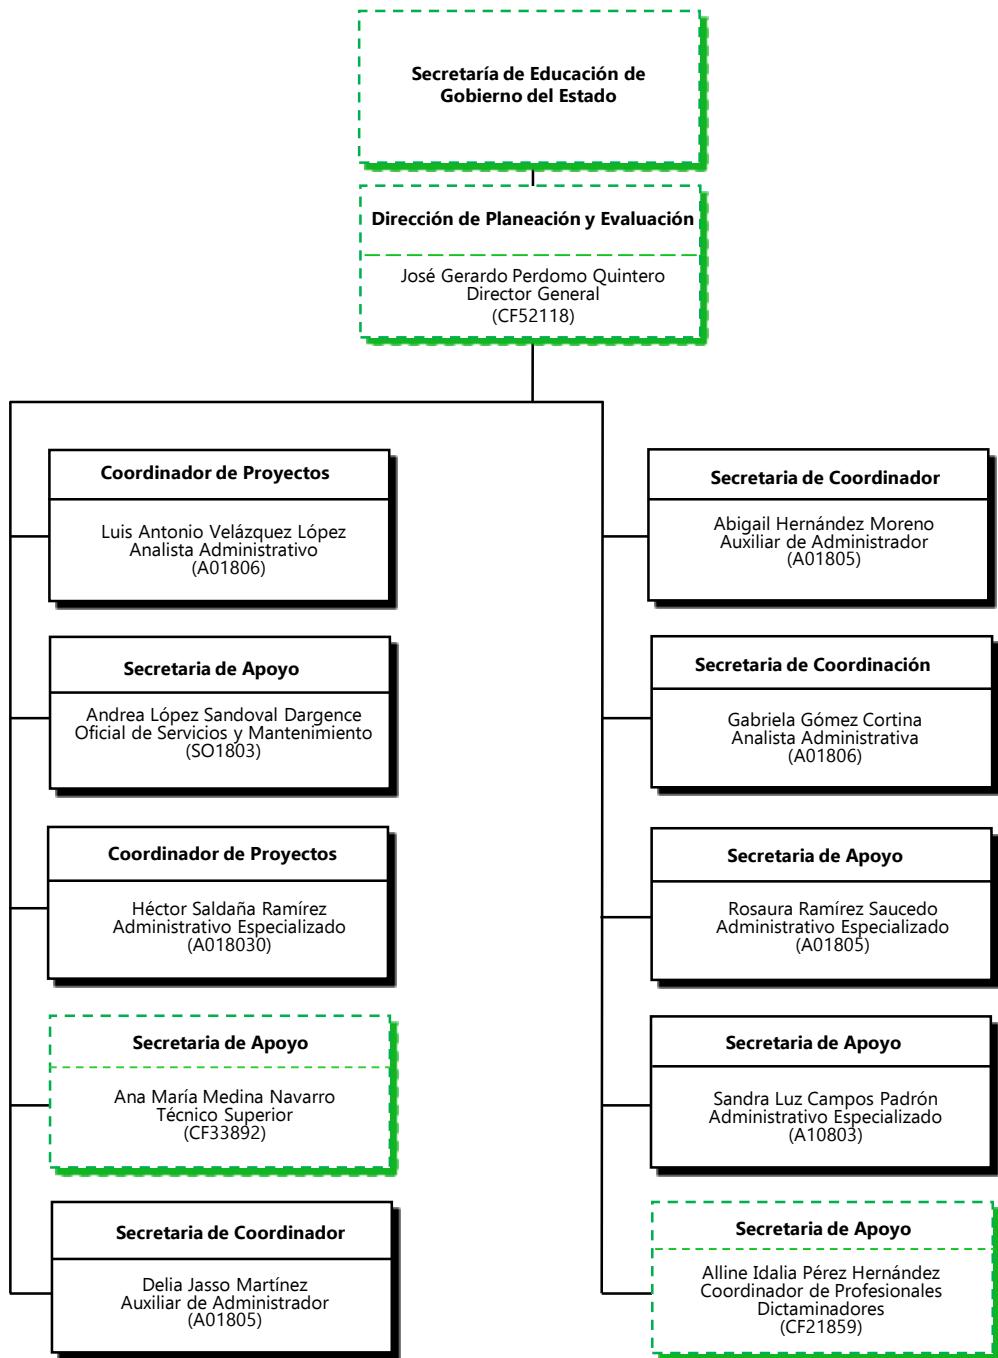 Secretaría de Educación de
Gobierno del Estado
Dirección de Planeación y Evaluación
José Gerardo Perdomo Quintero
Director General
(CF52118)
Coordinador de Proyectos
Luis Antonio Velázquez López
Analista Administrativo
(A01806)
Secretaria de Apoyo
Andrea López Sandoval Dargence
Oficial de Servicios y Mantenimiento
(SO1803)
Coordinador de Proyectos
Héctor Saldaña Ramírez
Administrativo Especializado
(A018030)
Secretaria de Apoyo
Ana María Medina Navarro
Técnico Superior
(CF33892)
Secretaria de Coordinador
Delia Jasso Martínez
Auxiliar de Administrador
(A01805)
Secretaria de Coordinador
Abigail Hernández Moreno
Auxiliar de Administrador
(A01805)
Secretaria de Coordinación
Gabriela Gómez Cortina
Analista Administrativa
(A01806)
Secretaria de Apoyo
Rosaura Ramírez Saucedo
Administrativo Especializado
(A01805)
Secretaria de Apoyo
Sandra Luz Campos Padrón
Administrativo Especializado
(A10803)
Secretaria de Apoyo
Alline Idalia Pérez Hernández
Coordinador de Profesionales
Dictaminadores
(CF21859)